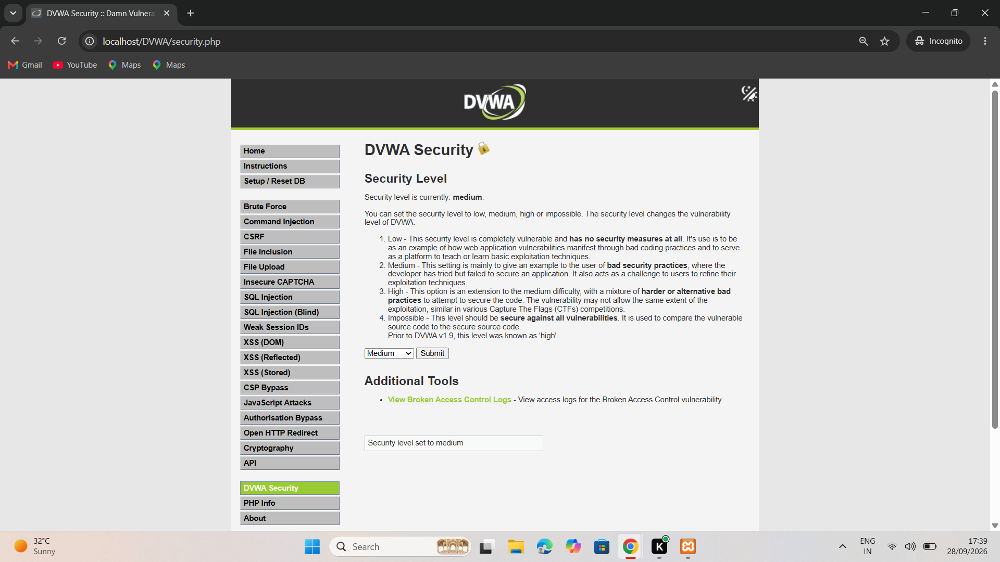 DVWA Security :: Damn Vulnera
localhost/DVWA/security.php
Incognito
Gmail
YouTube
Maps
Maps
DVWA
Home
Instructions
Setup / Reset DB
Brute Force
Command Injection
CSRF
File Inclusion
File Upload
Insecure CAPTCHA
SQL Injection
SQL Injection (Blind)
Weak Session IDs
XSS (DOM)
XSS (Reflected)
XSS (Stored)
CSP Bypass
JavaScript Attacks
Authorisation Bypass
Open HTTP Redirect
Cryptography
API
DVWA Security
PHP Info
About
DVWA Security
Security Level
Security level is currently: medium.
You can set the security level to low, medium, high or impossible. The security level changes the vulnerability
level of DVWA:
1. Low - This security level is completely vulnerable and has no security measures at all. It's use is to be
as an example of how web application vulnerabilities manifest through bad coding practices and to serve
as a platform to teach or learn basic exploitation techniques.
2. Medium - This setting is mainly to give an example to the user of bad security practices, where the
developer has tried but failed to secure an application. It also acts as a challenge to users to refine their
exploitation techniques.
3. High - This option is an extension to the medium difficulty, with a mixture of harder or alternative bad
practices to attempt to secure the code. The vulnerability may not allow the same extent of the
exploitation, similar in various Capture The Flags (CTFs) competitions.
4. Impossible - This level should be secure against all vulnerabilities. It is used to compare the vulnerable
source code to the secure source code.
Prior to DVWA v1.9, this level was known as 'high'.
Medium
Submit
Additional Tools
• View Broken Access Control Logs - View access logs for the Broken Access Control vulnerability
Security level set to medium
32°C
Sunny
Search
K
ENG
IN
17:39
28/09/2026